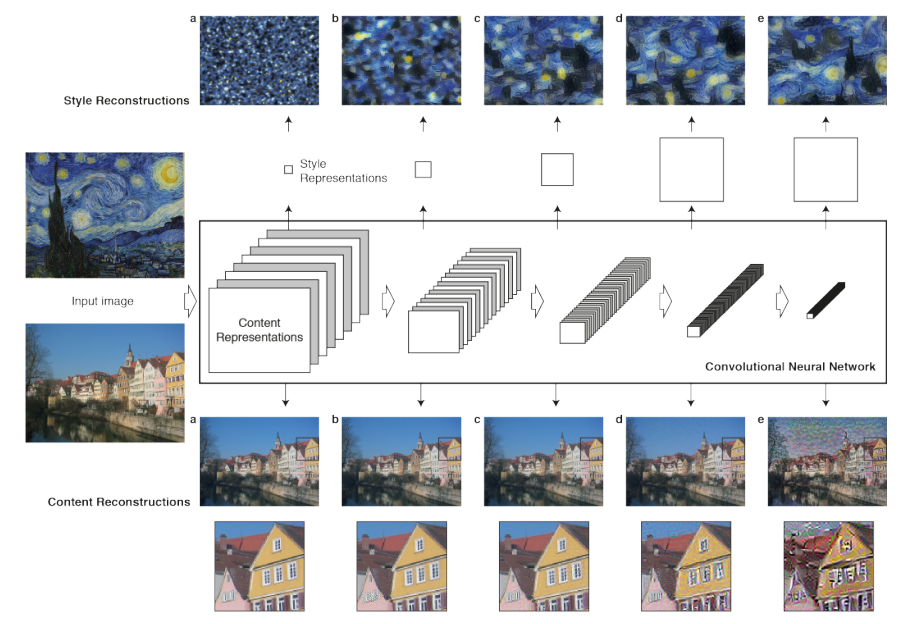 a
b
c
d
e
Style Reconstructions
Style
Representations
Input image
Content
Representations
Convolutional Neural Network
a
b
c
d
e
Content Reconstructions